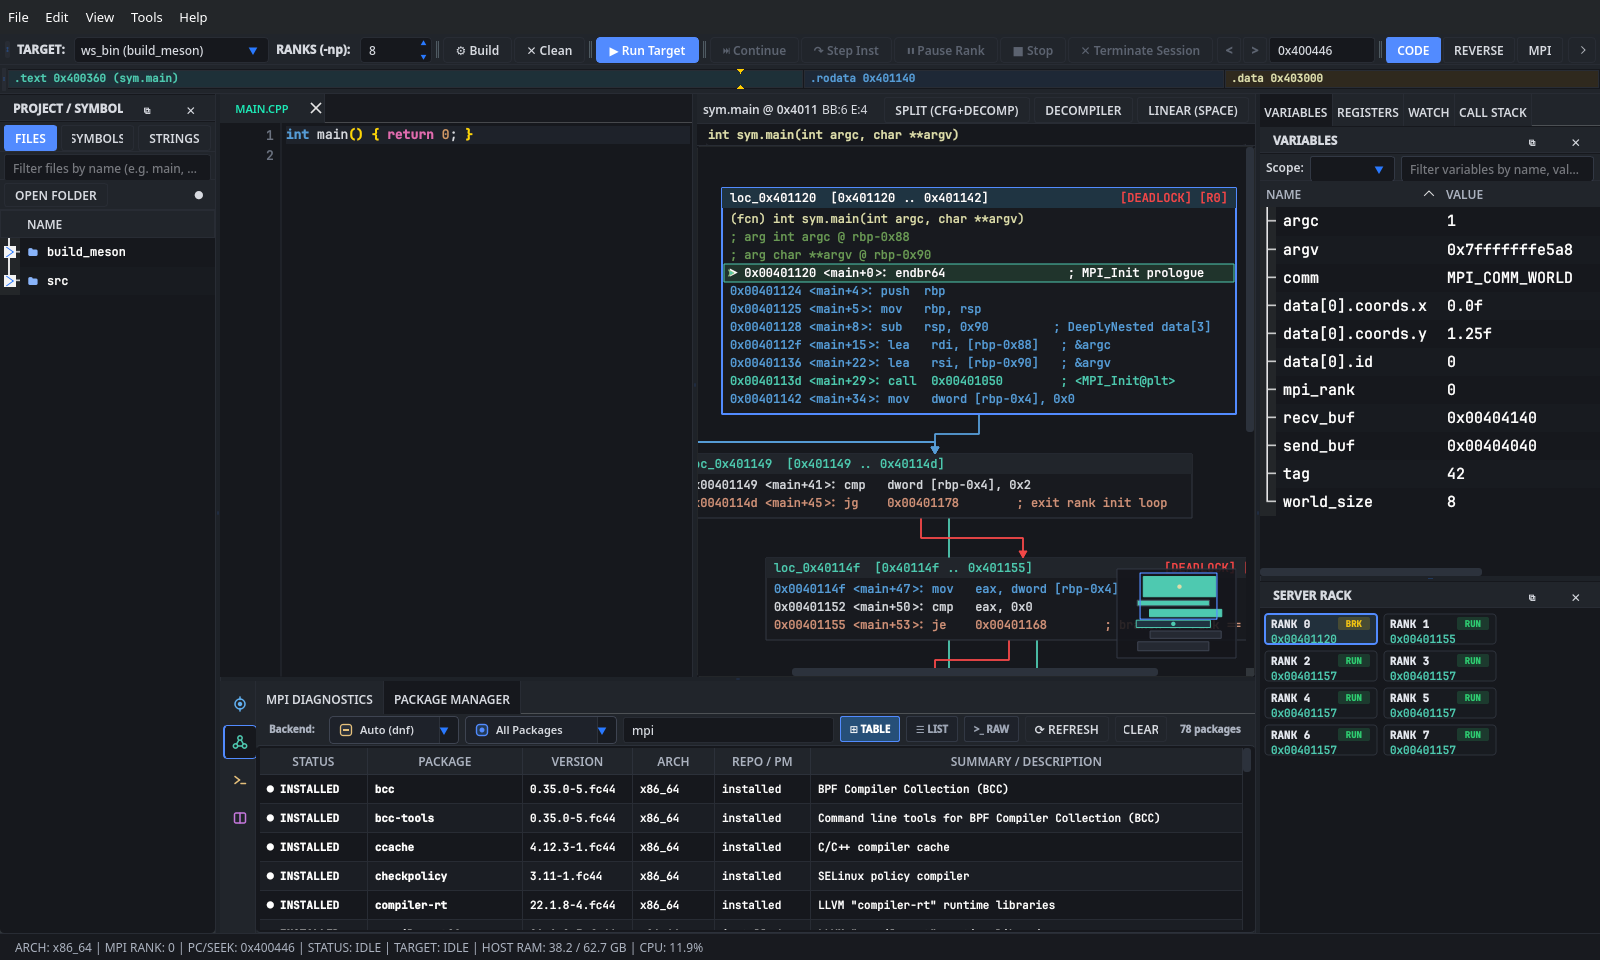 File Edit View Tools Help
TARGET: ws_bin (build_meson) RANKS (-np): 8 Build Clean Run Target Continue Step Inst Pause Rank Stop Terminate Session < > 0x400446 CODE REVERSE MPI
.text 0x400360 (sym.main) .rodata 0x401140 .data 0x403000
PROJECT / SYMBOL
FILES SYMBOLS STRINGS
Filter files by name (e.g. main, ...
OPEN FOLDER
NAME
build_meson
src
MAIN.CPP
1 int main() { return 0; }
2
sym.main @ 0x4011 BB:6 E:4 SPLIT (CFG+DECOMP) DECOMPILER LINEAR (SPACE)
int sym.main(int argc, char **argv)
loc_0x401120 [0x401120 .. 0x401142] [DEADLOCK] [R0]
(fcn) int sym.main(int argc, char **argv)
; arg int argc @ rbp-0x88
; arg char **argv @ rbp-0x90
0x00401120 <main+0>: endbr64 ; MPI_Init prologue
0x00401124 <main+4>: push rbp
0x00401125 <main+5>: mov rbp, rsp
0x00401128 <main+8>: sub rsp, 0x90 ; DeeplyNested data[3]
0x0040112f <main+15>: lea rdi, [rbp-0x88] ; &argc
0x00401136 <main+22>: lea rsi, [rbp-0x90] ; &argv
0x0040113d <main+29>: call 0x00401050 ; <MPI_Init@plt>
0x00401142 <main+34>: mov dword [rbp-0x4], 0x0
oc_0x401149 [0x401149 .. 0x40114d]
x00401149 <main+41>: cmp dword [rbp-0x4], 0x2
x0040114d <main+45>: jg 0x00401178 ; exit rank init loop
loc_0x40114f [0x40114f .. 0x401155] [DEADLOCK]
0x0040114f <main+47>: mov eax, dword [rbp-0x4]
0x00401152 <main+50>: cmp eax, 0x0
0x00401155 <main+53>: je 0x00401168 ; ==
VARIABLES REGISTERS WATCH CALL STACK
VARIABLES
Scope: Filter variables by name, val...
NAME VALUE
argc 1
argv 0x7fffffffe5a8
comm MPI_COMM_WORLD
data[0].coords.x 0.0f
data[0].coords.y 1.25f
data[0].id 0
mpi_rank 0
recv_buf 0x00404140
send_buf 0x00404040
tag 42
world_size 8
SERVER RACK
RANK 0 BRK RANK 1 RUN
0x00401120 0x00401155
RANK 2 RUN RANK 3 RUN
0x00401157 0x00401157
RANK 4 RUN RANK 5 RUN
0x00401157 0x00401157
RANK 6 RUN RANK 7 RUN
0x00401157 0x00401157
MPI DIAGNOSTICS PACKAGE MANAGER
Backend: Auto (dnf) All Packages mpi TABLE LIST >_ RAW REFRESH CLEAR 78 packages
STATUS PACKAGE VERSION ARCH REPO / PM SUMMARY / DESCRIPTION
INSTALLED bcc 0.35.0-5.fc44 x86_64 installed BPF Compiler Collection (BCC)
INSTALLED bcc-tools 0.35.0-5.fc44 x86_64 installed Command line tools for BPF Compiler Collection (BCC)
INSTALLED ccache 4.12.3-1.fc44 x86_64 installed C/C++ compiler cache
INSTALLED checkpolicy 3.11-1.fc44 x86_64 installed SELinux policy compiler
INSTALLED compiler-rt 22.1.8-4.fc44 x86_64 installed LLVM "compiler-rt" runtime libraries
ARCH: x86_64 | MPI RANK: 0 | PC/SEEK: 0x400446 | STATUS: IDLE | TARGET: IDLE | HOST RAM: 38.2 / 62.7 GB | CPU: 11.9%